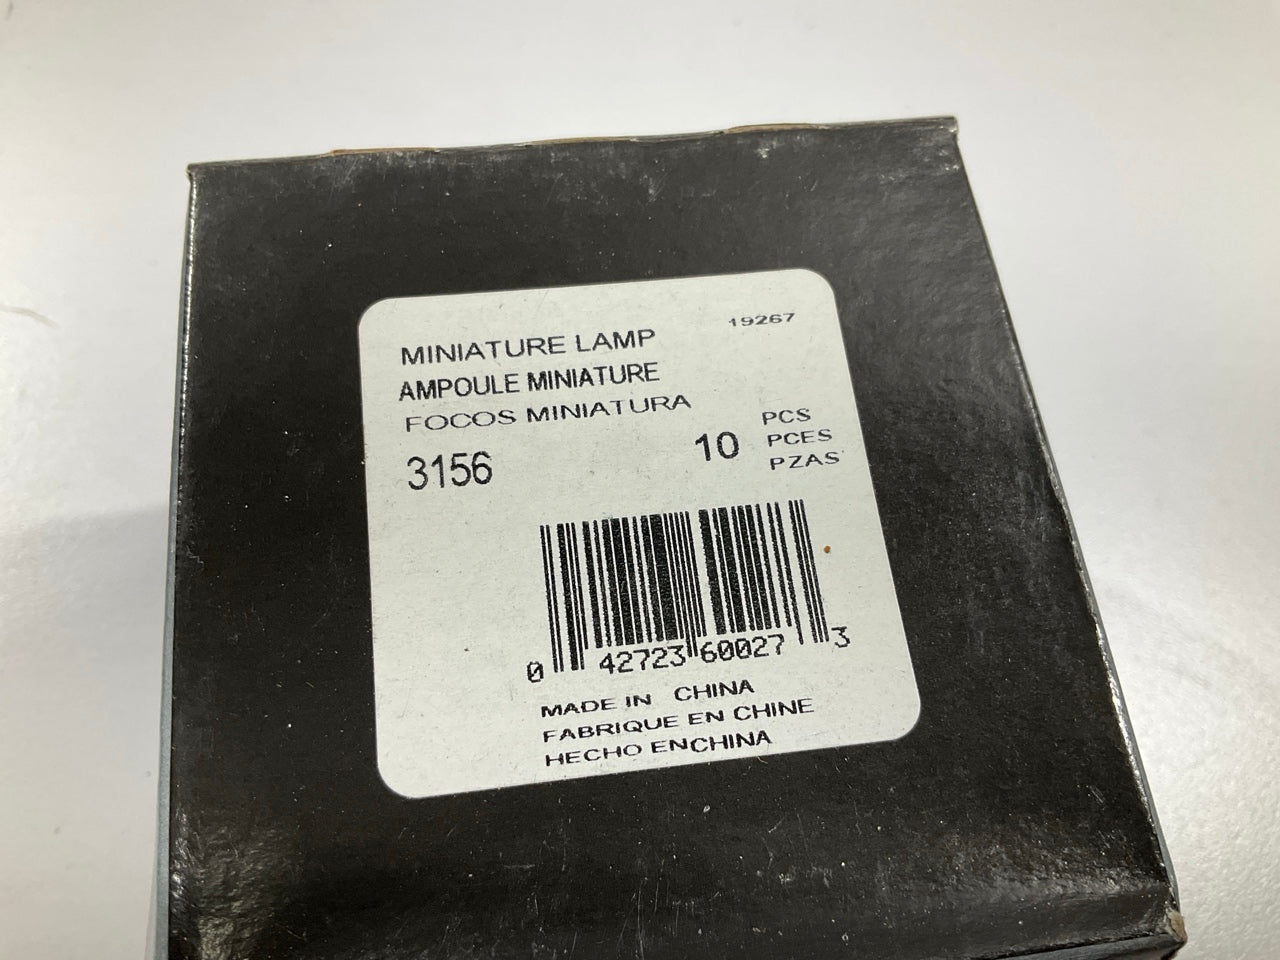 MINIATURE LAMP 19267
AMPOULE MINIATURE
FOCOS MINIATURA
3156 10 PCS
PCES
PZAS
0 42723 60027 3
MADE IN CHINA
FABRIQUE EN CHINE
HECHO ENCHINA